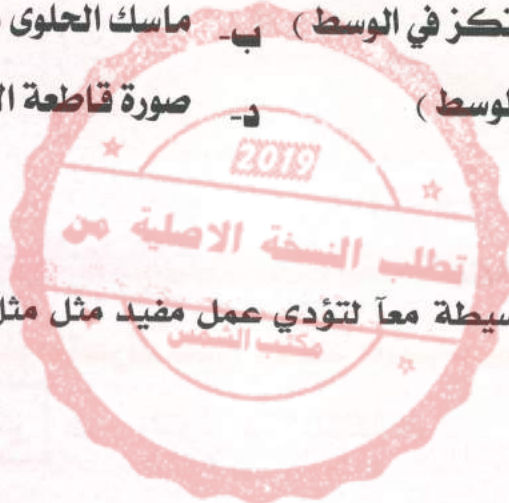 تكز في الوسط ) ب- ماسك الحلوى
لوسط ) د- صورة قاطعة ال
2019
تطلب النسخة الاصلية من
سيطة معآ لتؤدي عمل مفيد مثل مثل
مكتب الشمس